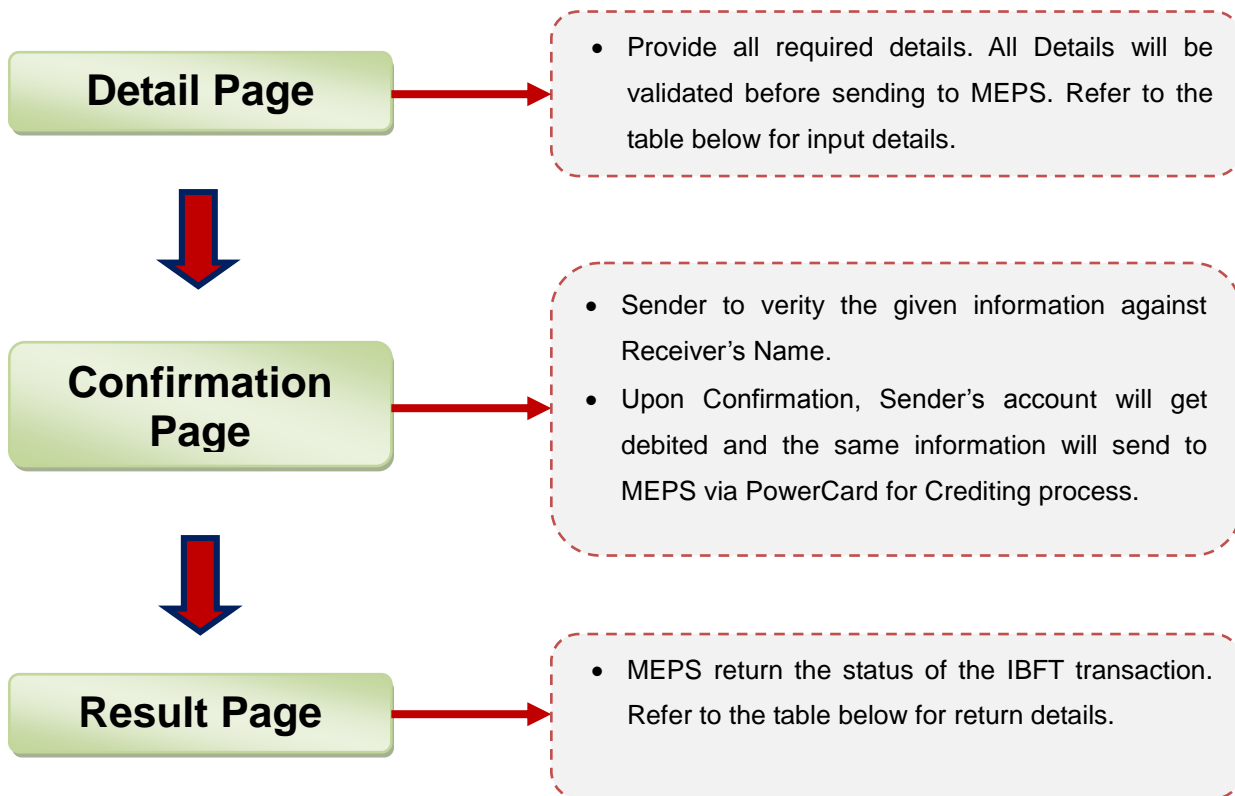 Detail Page
• Provide all required details. All Details will be
validated before sending to MEPS. Refer to the
table below for input details.
Confirmation
Page
• Sender to verity the given information against
Receiver’s Name.
• Upon Confirmation, Sender’s account will get
debited and the same information will send to
MEPS via PowerCard for Crediting process.
Result Page
• MEPS return the status of the IBFT transaction.
Refer to the table below for return details.